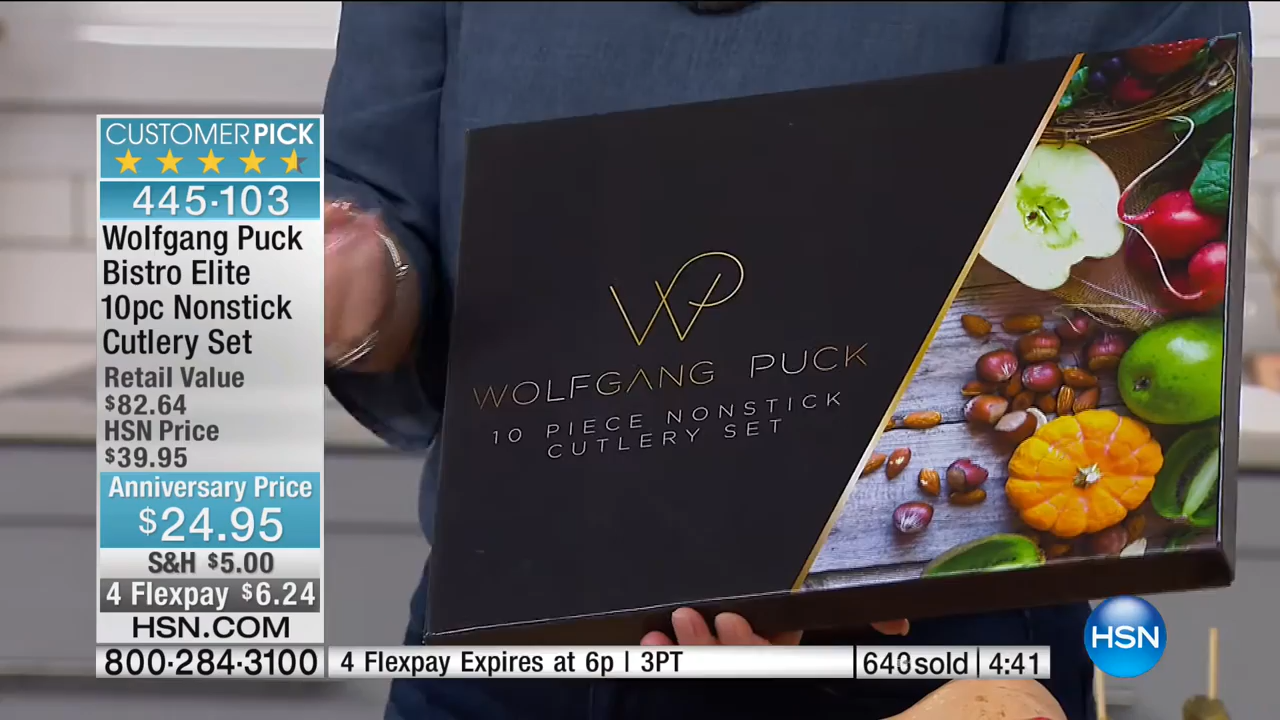 CUSTOMER PICK
445-103
Wolfgang Puck
Bistro Elite
10pc Nonstick
Cutlery Set
Retail Value
$82.64
HSN Price
$39.95
Anniversary Price
$24.95
S&H $5.00
4 Flexpay $6.24
HSN.COM
800-284-3100
4 Flexpay Expires at 6p | 3PT
sold
4:41
WP
WOLFGANG PUCK
10 PIECE NONSTICK
CUTLERY SET
HSN